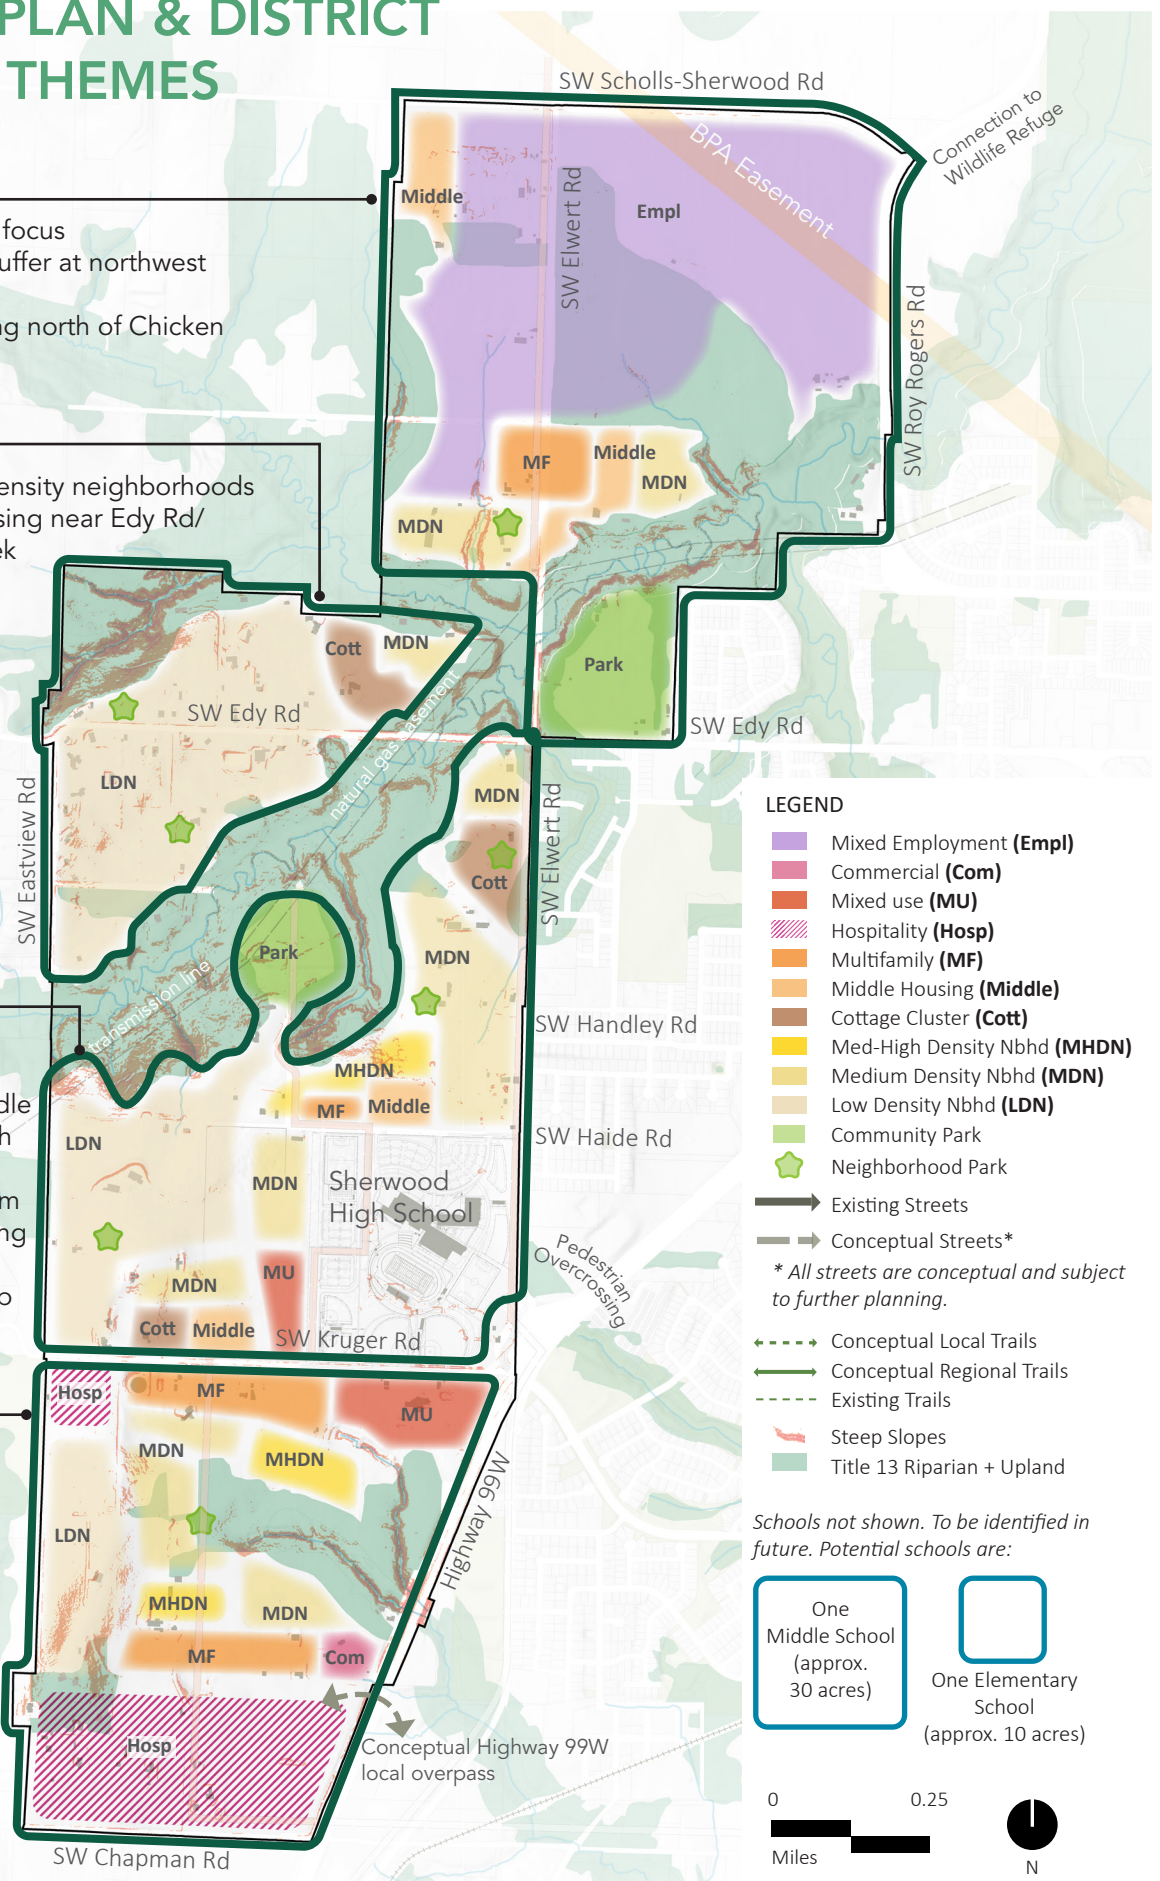 PLAN & DISTRICT
THEMES
focus
uffer at northwest
ng north of Chicken
ensity neighborhoods
sing near Edy Rd/
ek
dle
h
m
ng
o
SW Scholls-Sherwood Rd
Connection to
Wildlife Refuge
BPA Easement
Middle
Empl
SW Elwert Rd
SW Roy Rogers Rd
MF
Middle
MDN
MDN
Cott
MDN
Park
SW Edy Rd
SW Edy Rd
natural gas easement
LDN
SW Eastview Rd
MDN
Cott
SW Elwert Rd
MDN
Park
transmission line
SW Handley Rd
MHDN
MF
Middle
SW Haide Rd
LDN
MDN
Sherwood
High School
Pedestrian
Overcrossing
MU
MDN
Cott
Middle
SW Kruger Rd
Hosp
MF
MU
MDN
MHDN
Highway 99W
LDN
MHDN
MDN
MF
Com
Hosp
Conceptual Highway 99W
local overpass
SW Chapman Rd
LEGEND
Mixed Employment (Empl)
Commercial (Com)
Mixed use (MU)
Hospitality (Hosp)
Multifamily (MF)
Middle Housing (Middle)
Cottage Cluster (Cott)
Med-High Density Nbhd (MHDN)
Medium Density Nbhd (MDN)
Low Density Nbhd (LDN)
Community Park
Neighborhood Park
Existing Streets
Conceptual Streets*
* All streets are conceptual and subject
to further planning.
Conceptual Local Trails
Conceptual Regional Trails
Existing Trails
Steep Slopes
Title 13 Riparian + Upland
Schools not shown. To be identified in
future. Potential schools are:
One
Middle School
(approx.
30 acres)
One Elementary
School
(approx. 10 acres)
0 0.25
Miles
N